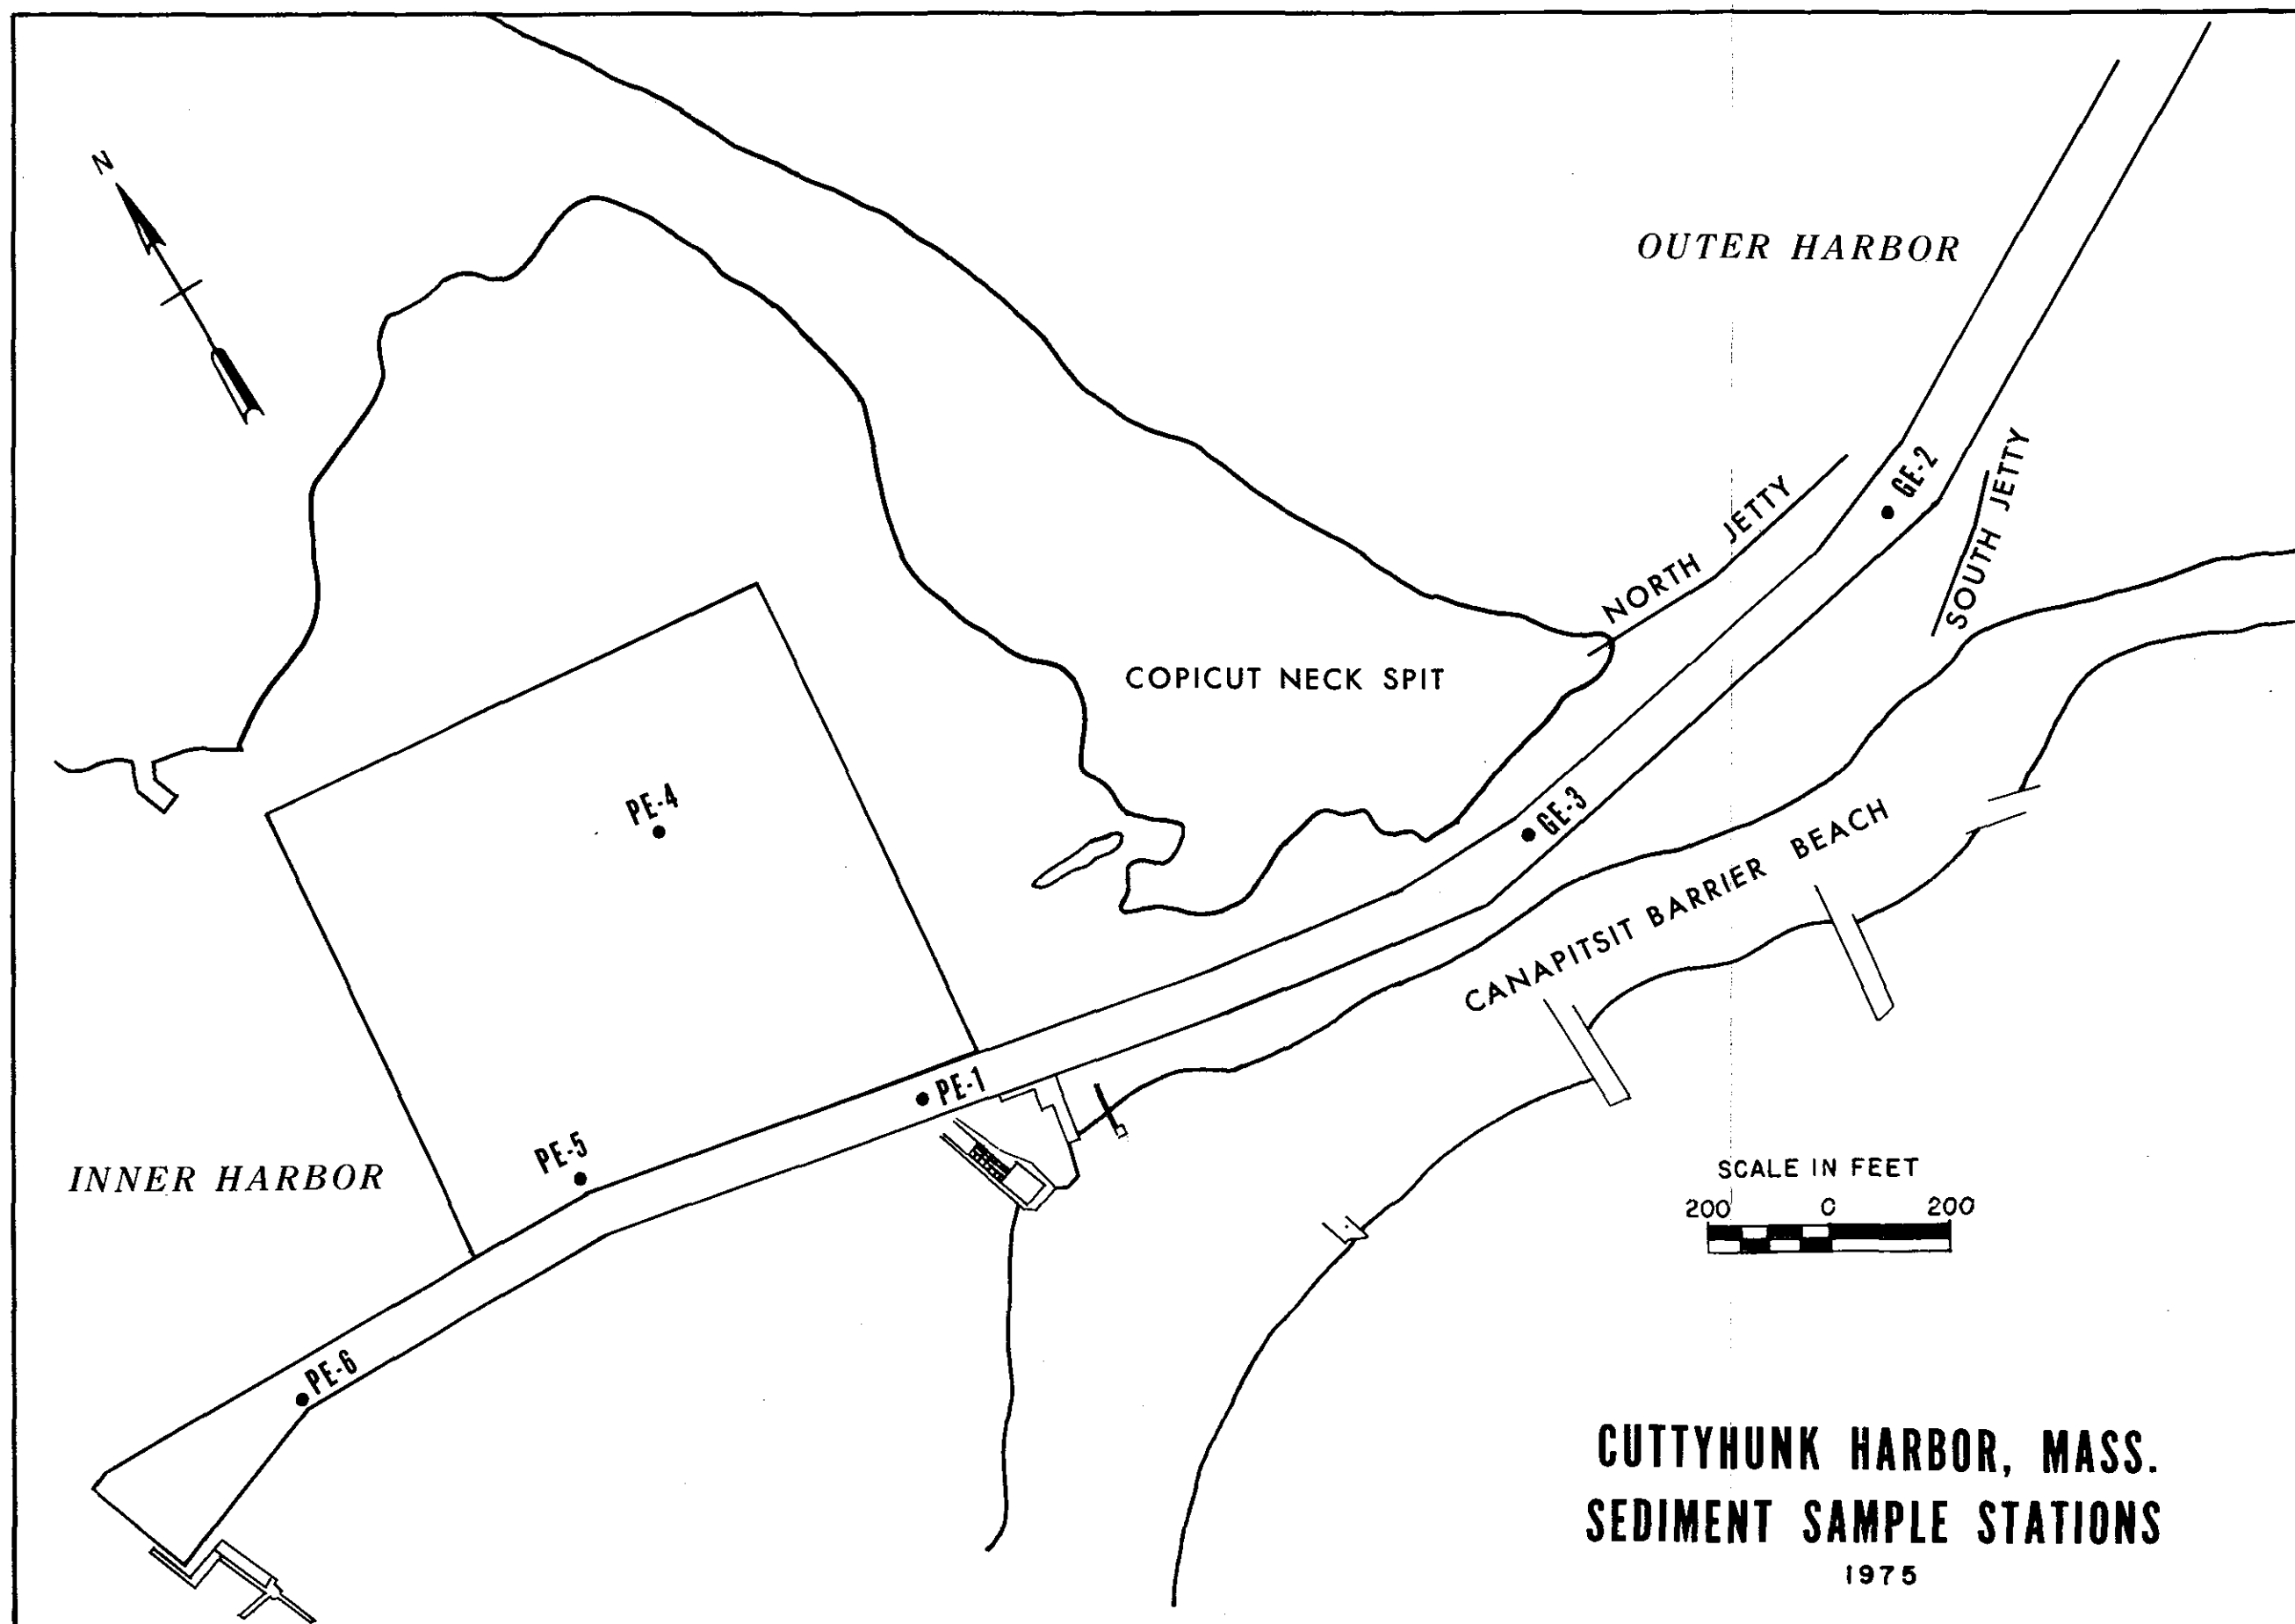 N
OUTER HARBOR
GE-2
NORTH JETTY
SOUTH JETTY
COPICUT NECK SPIT
PE-4
GE-3
CANAPITSIT BARRIER BEACH
PE-1
PE-5
INNER HARBOR
SCALE IN FEET
200 0 200
PE-6
CUTTYHUNK HARBOR, MASS.
SEDIMENT SAMPLE STATIONS
1975